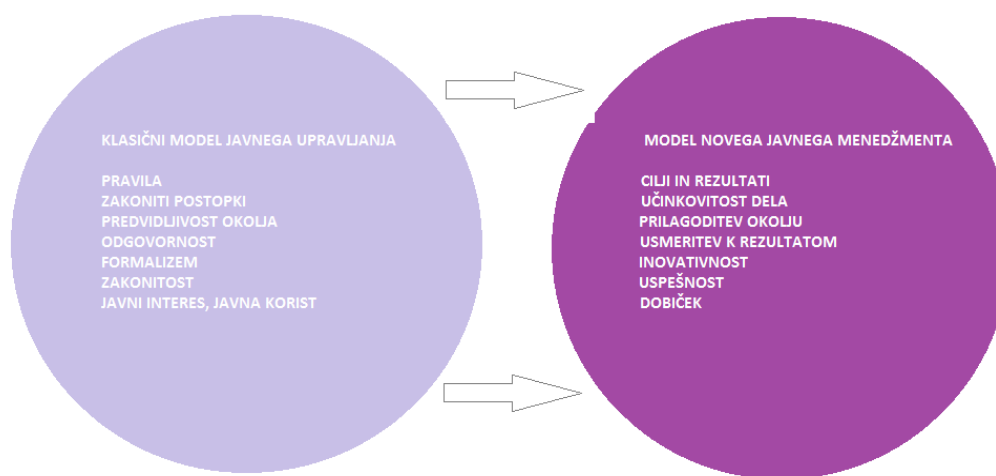 KLASIČNI MODEL JAVNEGA UPRAVLJANJA
PRAVILA
ZAKONITI POSTOPKI
PREDVIDLJIVOST OKOLJA
ODGOVORNOST
FORMALIZEM
ZAKONITOST
JAVNI INTERES, JAVNA KORIST
MODEL NOVEGA JAVNEGA MENEDŽMENTA
CILJI IN REZULTATI
UČINKOVITOST DELA
PRILAGODITEV OKOLJU
USMERITEV K REZULTATOM
INOVATIVNOST
USPEŠNOST
DOBIČEK